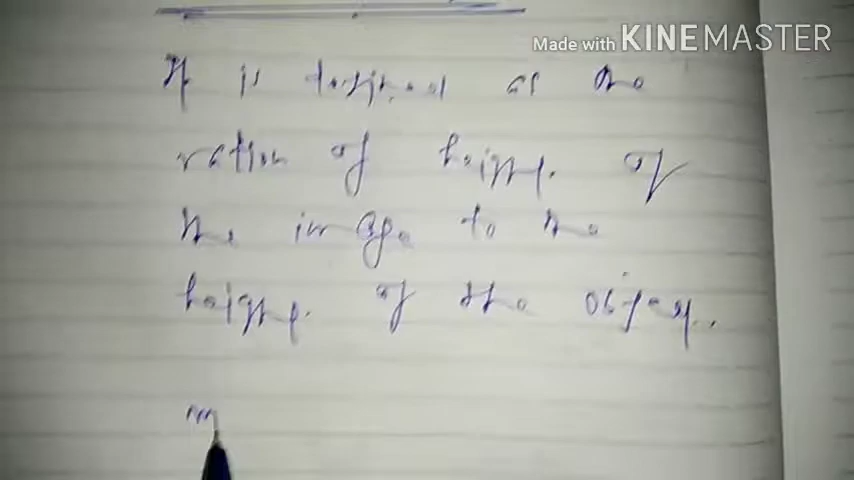 Made with KINEMASTER
It is defined as the
ration of height of
the image to the
height of the object.
m